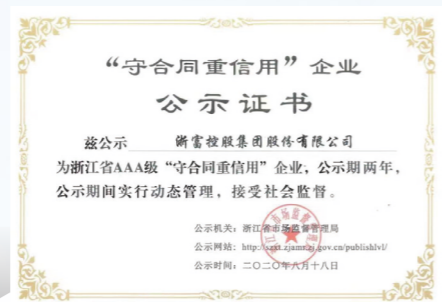 “守合同重信用”企业
公示证书
兹公示 浙富控股集团股份有限公司
为浙江省AAA级“守合同重信用”企业，公示期两年，
公示期间实行动态管理，接受社会监督。
公示机关：浙江省市场监督管理局
公示网站：http://
gov.cn/publishlvl/
公示时间：二〇二〇年八月十八日